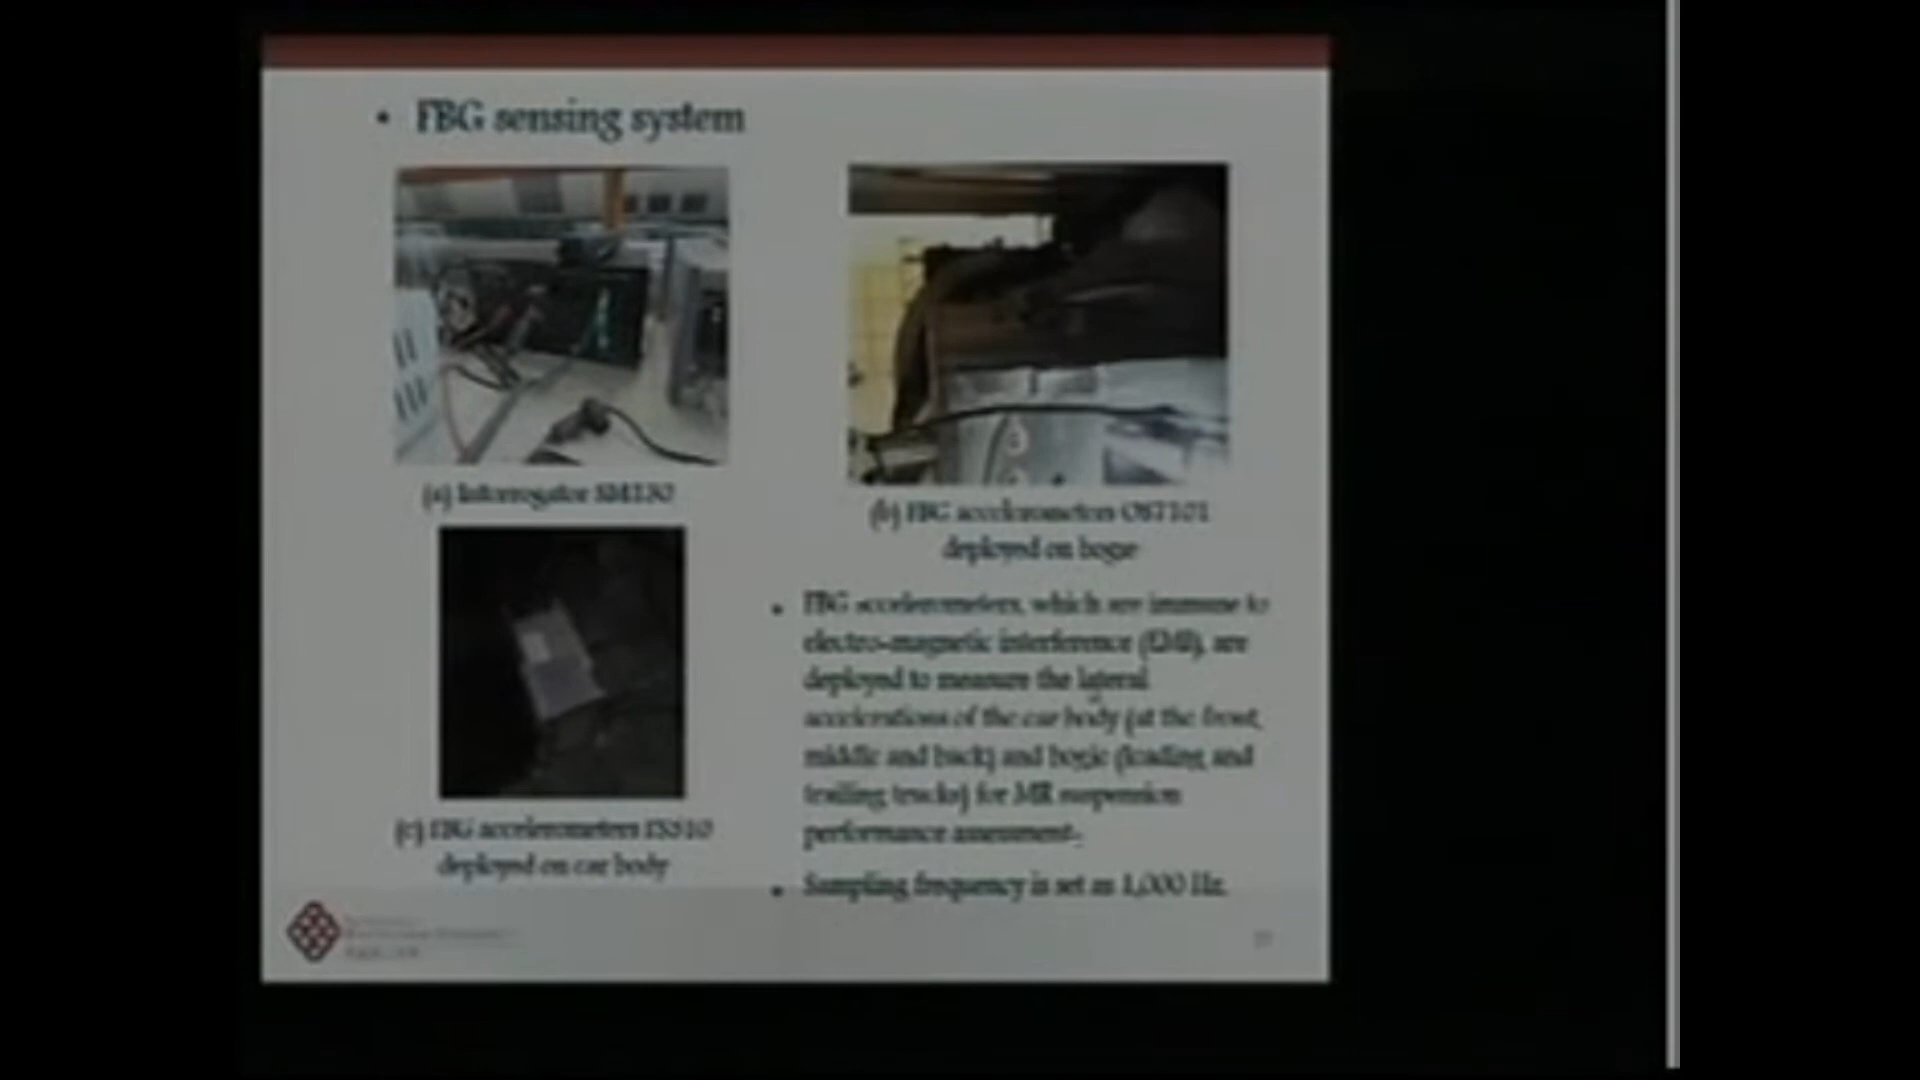 • FBG sensing system
(a) Interrogator SM130
(b) FBG accelerometers OS7101
deployed on bogie
(c) FBG accelerometers FS510
deployed on car body
• FBG accelerometers, which are immune to
electro-magnetic interference (EMI), are
deployed to measure the lateral
accelerations of the car body (at the front,
middle and back) and bogie (leading and
trailing trucks) for MR suspension
performance assessment.
• Sampling frequency is set as 1,000 Hz.